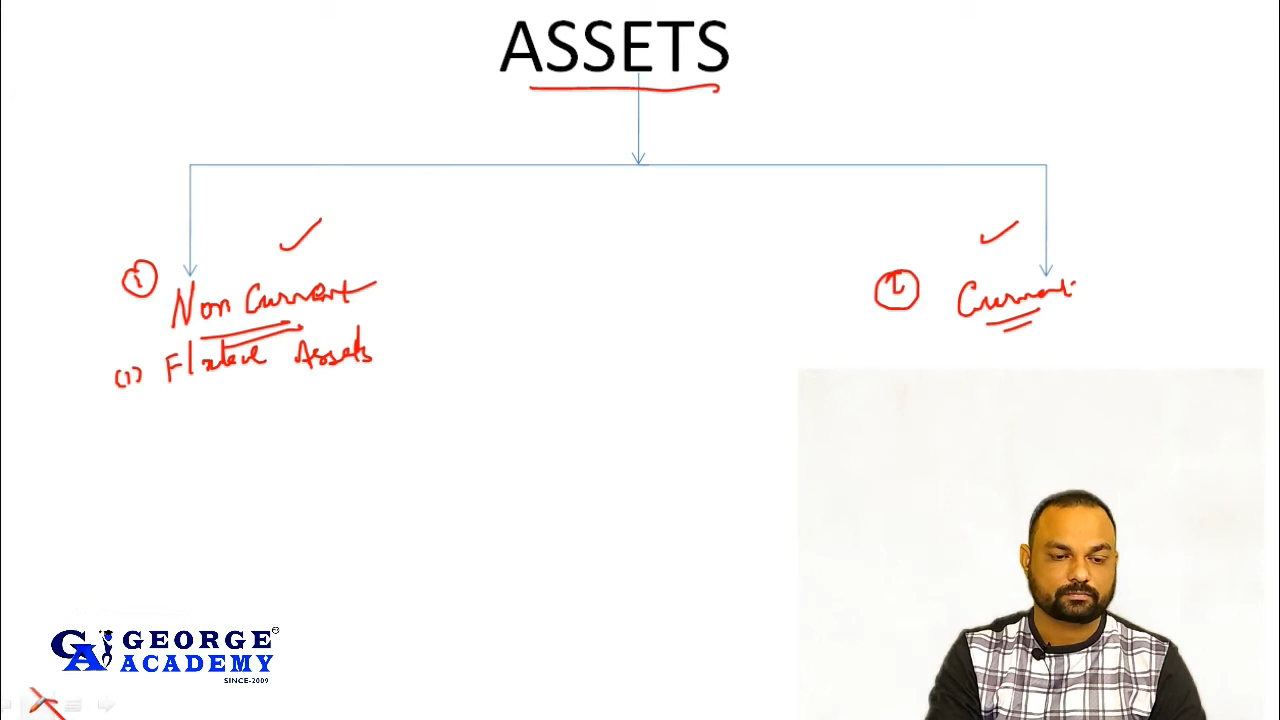 ASSETS
① Non Current
② Current
(1) Fixed Assets
GEORGE
ACADEMY
SINCE-2009